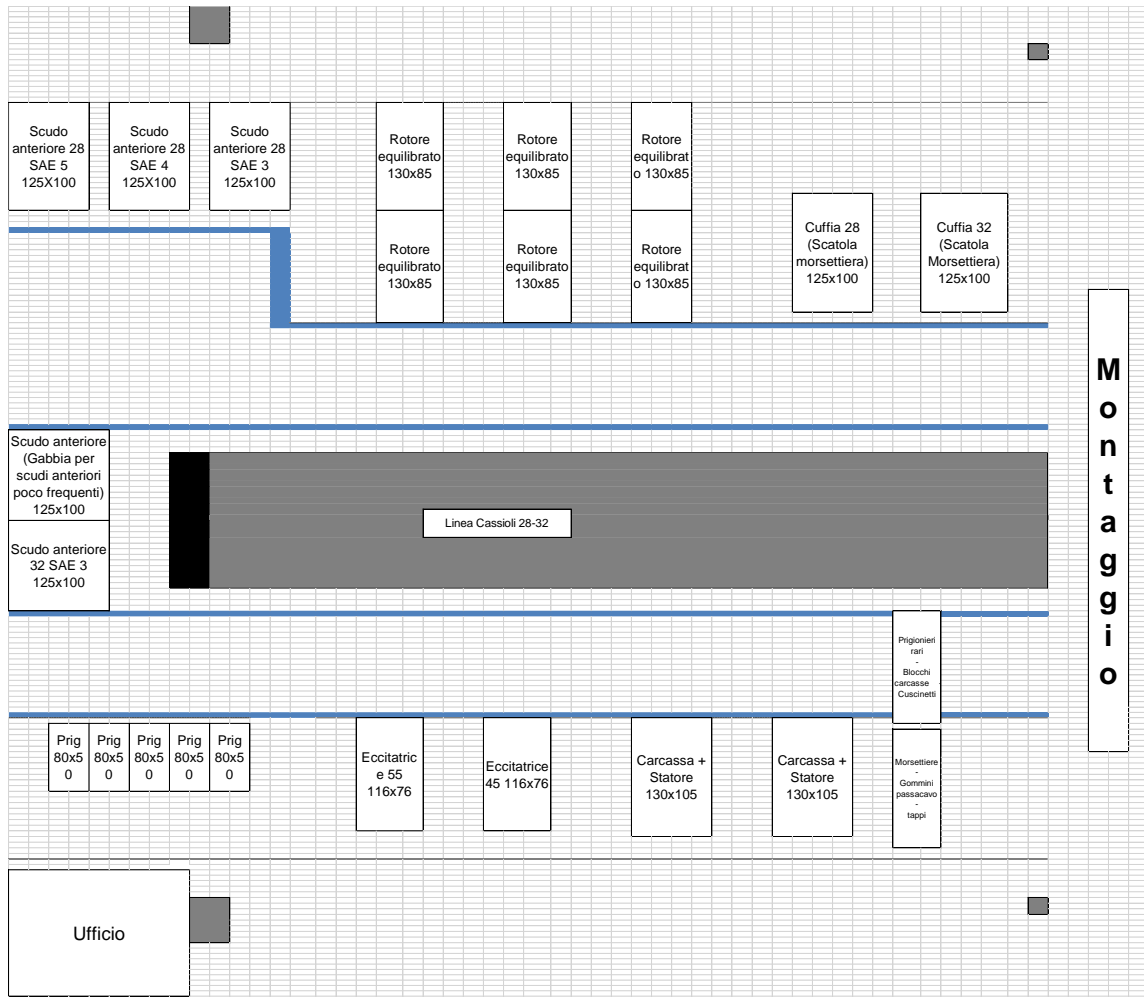 Scudo
anteriore 28
SAE 5
125X100
Scudo
anteriore 28
SAE 4
125X100
Scudo
anteriore 28
SAE 3
125x100
Rotore
equilibrato
130x85
Rotore
equilibrato
130x85
Rotore
equilibrat
o 130x85
Rotore
equilibrato
130x85
Rotore
equilibrato
130x85
Rotore
equilibrat
o 130x85
Cuffia 28
(Scatola
morsettiera)
125x100
Cuffia 32
(Scatola
Morsettiera)
125x100
M
o
n
t
a
g
g
i
o
Scudo anteriore
(Gabbia per
scudi anteriori
poco frequenti)
125x100
Scudo anteriore
32 SAE 3
125x100
Linea Cassioli 28-32
Prigionieri
rari
-
Blocchi
carcasse -
Cuscinetti
Prig
80x5
0
Prig
80x5
0
Prig
80x5
0
Prig
80x5
0
Prig
80x5
0
Eccitatric
e 55
116x76
Eccitatrice
45 116x76
Carcassa +
Statore
130x105
Carcassa +
Statore
130x105
Morsettiere
-
Gommini
passacavo
-
tappi
Ufficio